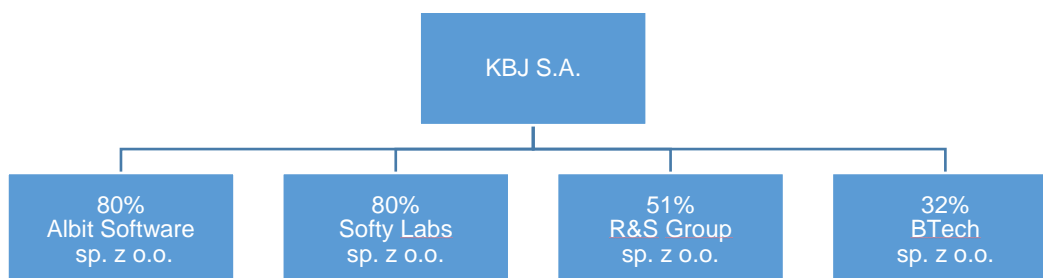 KBJ S.A.
80%
Albit Software
sp. z o.o.
80%
Softy Labs
sp. z o.o.
51%
R&S Group
sp. z o.o.
32%
BTech
sp. z o.o.